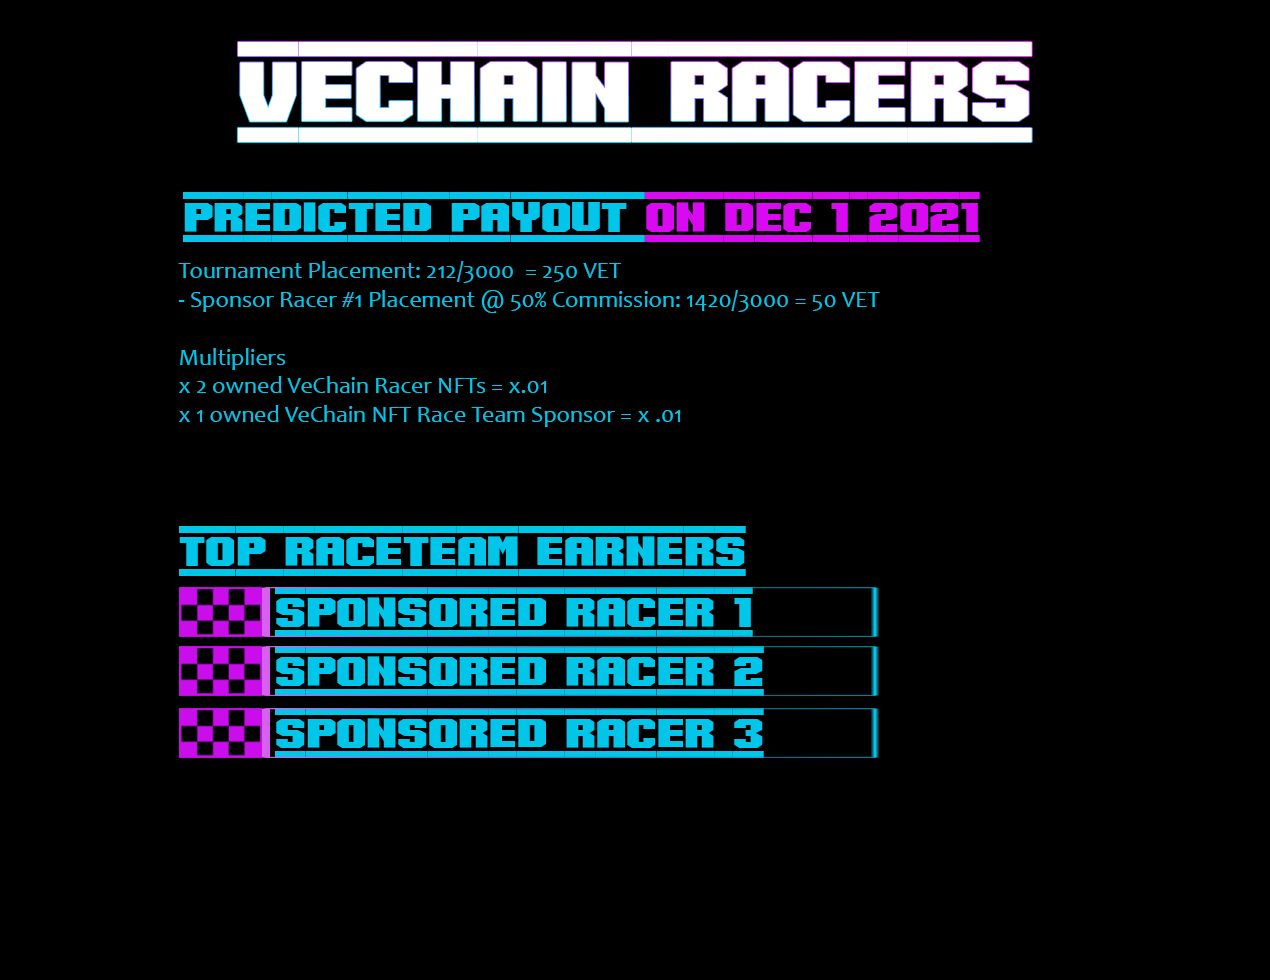 VECHAIN RACERS
PREDICTED PAYOUT ON DEC 1 2021
Tournament Placement: 212/3000 = 250 VET
- Sponsor Racer #1 Placement @ 50% Commission: 1420/3000 = 50 VET
Multipliers
x 2 owned VeChain Racer NFTs = x.01
x 1 owned VeChain NFT Race Team Sponsor = x .01
TOP RACETEAM EARNERS
SPONSORED RACER 1
SPONSORED RACER 2
SPONSORED RACER 3